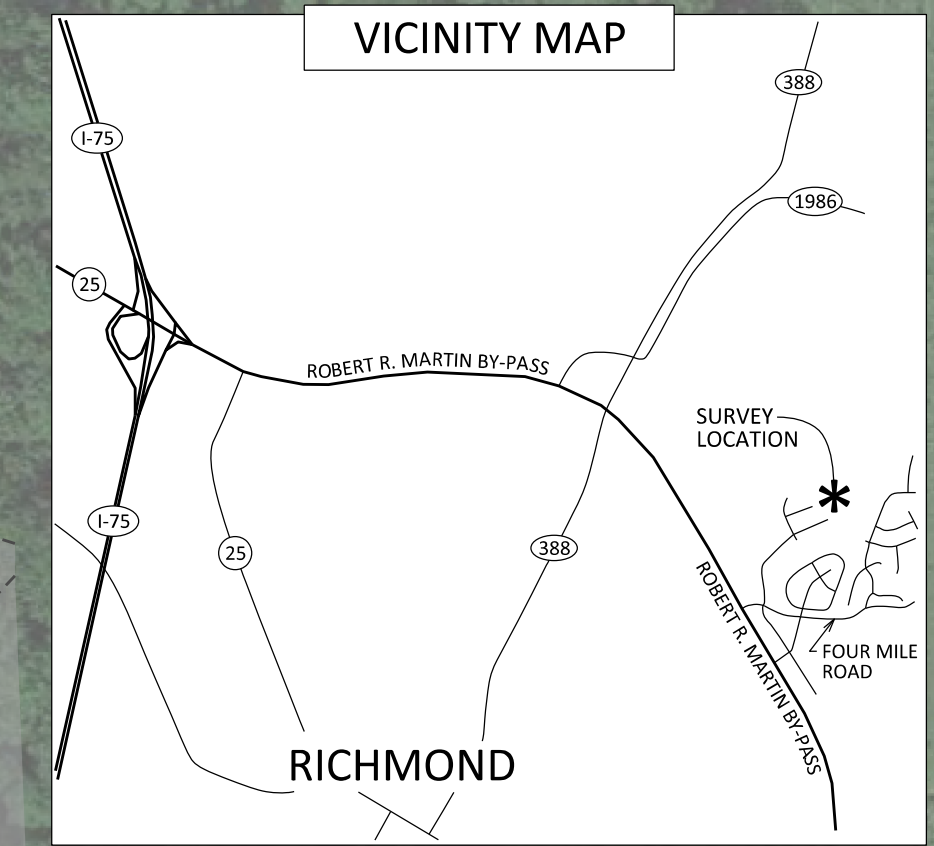 VICINITY MAP
388
I-75
1986
25
ROBERT R. MARTIN BY-PASS
SURVEY
LOCATION
*
I-75
25
388
ROBERT R. MARTIN BY-PASS
FOUR MILE
ROAD
RICHMOND